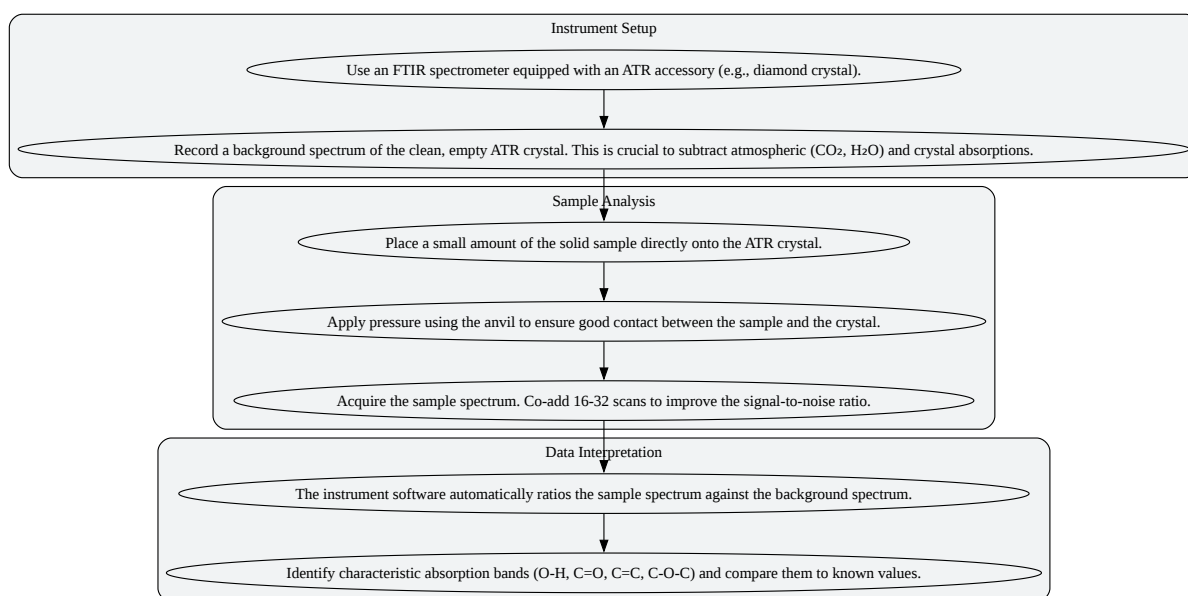 Instrument Setup
Use an FTIR spectrometer equipped with an ATR accessory (e.g., diamond crystal).
Record a background spectrum of the clean, empty ATR crystal. This is crucial to subtract atmospheric (CO₂, H₂O) and crystal absorptions.
Sample Analysis
Place a small amount of the solid sample directly onto the ATR crystal.
Apply pressure using the anvil to ensure good contact between the sample and the crystal.
Acquire the sample spectrum. Co-add 16-32 scans to improve the signal-to-noise ratio.
Data Interpretation
The instrument software automatically ratios the sample spectrum against the background spectrum.
Identify characteristic absorption bands (O-H, C=O, C=C, C-O-C) and compare them to known values.